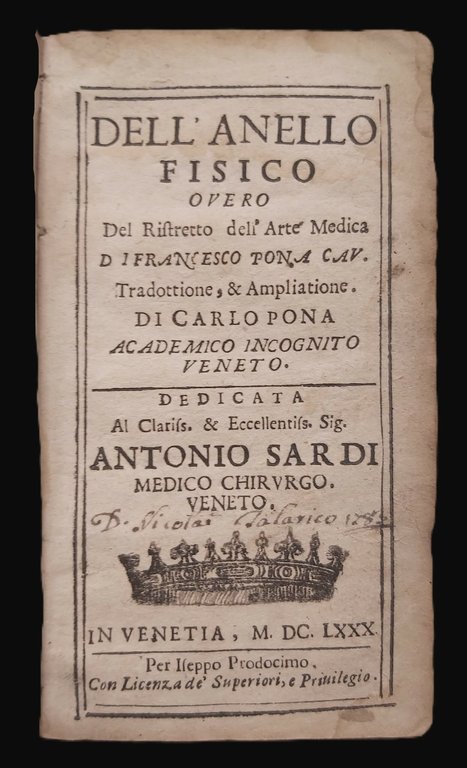 DELL' ANELLO
FISICO
OVERO
Del Riſtretto dell' Arte Medica
DI FRANCESCO PONA CAV.
Tradottione, & Ampliatione.
DI CARLO PONA
ACADEMICO INCOGNITO
VENETO.
DEDICATA
Al Clariſs. & Eccellentiſs. Sig.
ANTONIO SARDI
MEDICO CHIRVRGO.
VENETO.
D. Nicolai
IN VENETIA, M. DC. LXXX
Per Iſeppo Prodocimo.
Con Licenza de' Superiori, e Priuilegio.